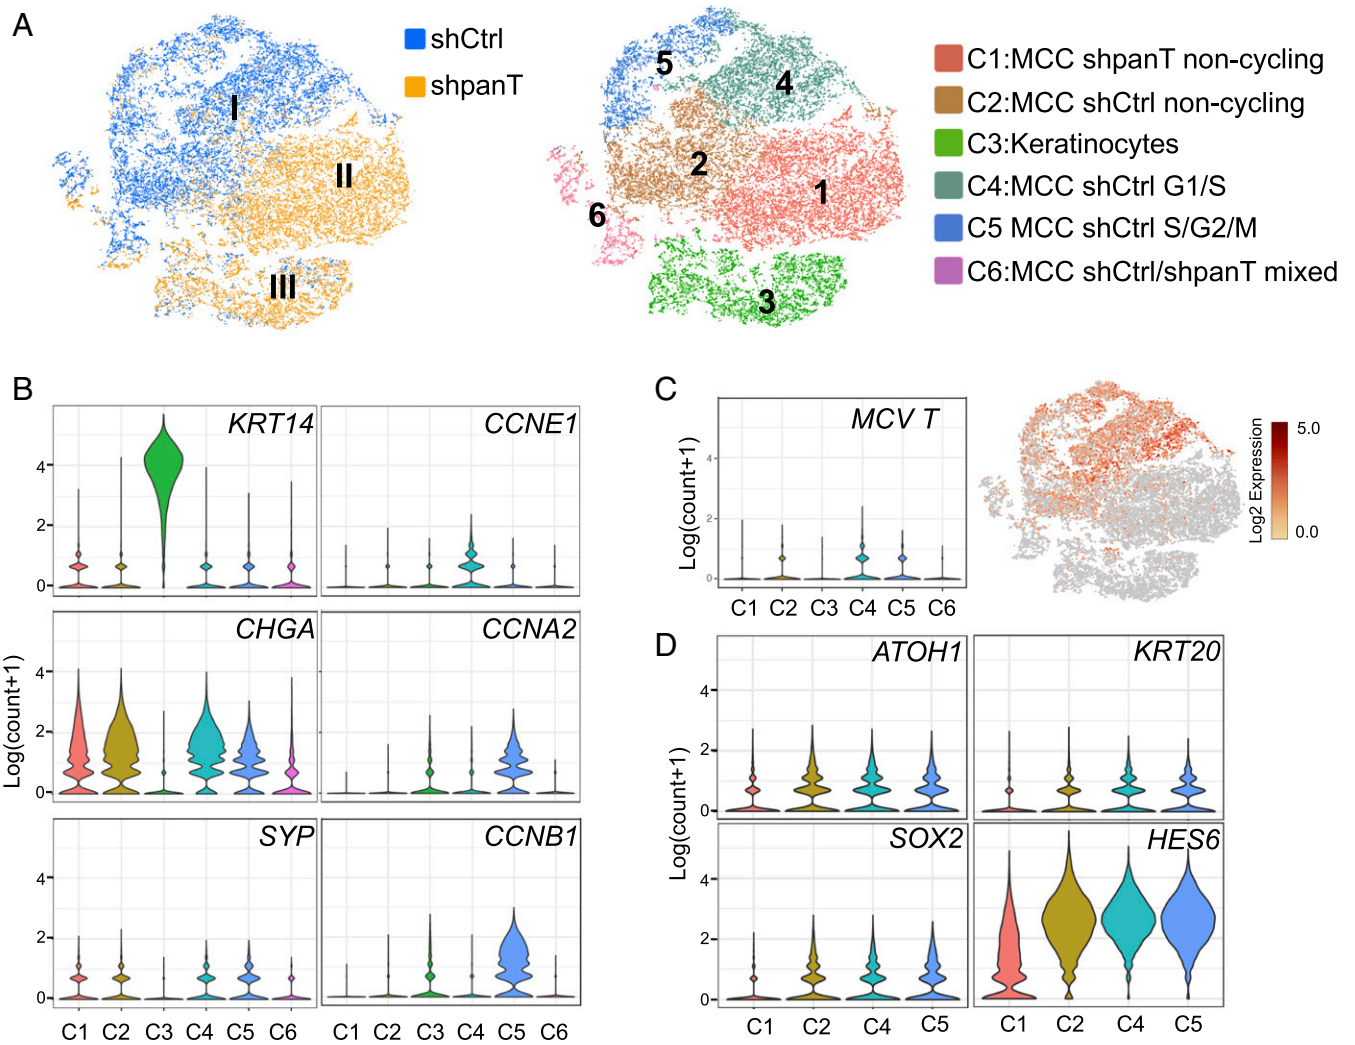 A
shCtrl
shpanT
I
II
III
5
4
2
1
6
3
C1:MCC shpanT non-cycling
C2:MCC shCtrl non-cycling
C3:Keratinocytes
C4:MCC shCtrl G1/S
C5 MCC shCtrl S/G2/M
C6:MCC shCtrl/shpanT mixed
B
Log(count+1)
KRT14
CCNE1
4
2
0
CHGA
CCNA2
4
2
0
SYP
CCNB1
4
2
0
C1 C2 C3 C4 C5 C6 C1 C2 C3 C4 C5 C6
C
Log(count+1)
MCV T
4
2
0
C1 C2 C3 C4 C5 C6
Log2 Expression
5.0
0.0
D
Log(count+1)
ATOH1
KRT20
4
2
0
SOX2
HES6
4
2
0
C1 C2 C4 C5 C1 C2 C4 C5